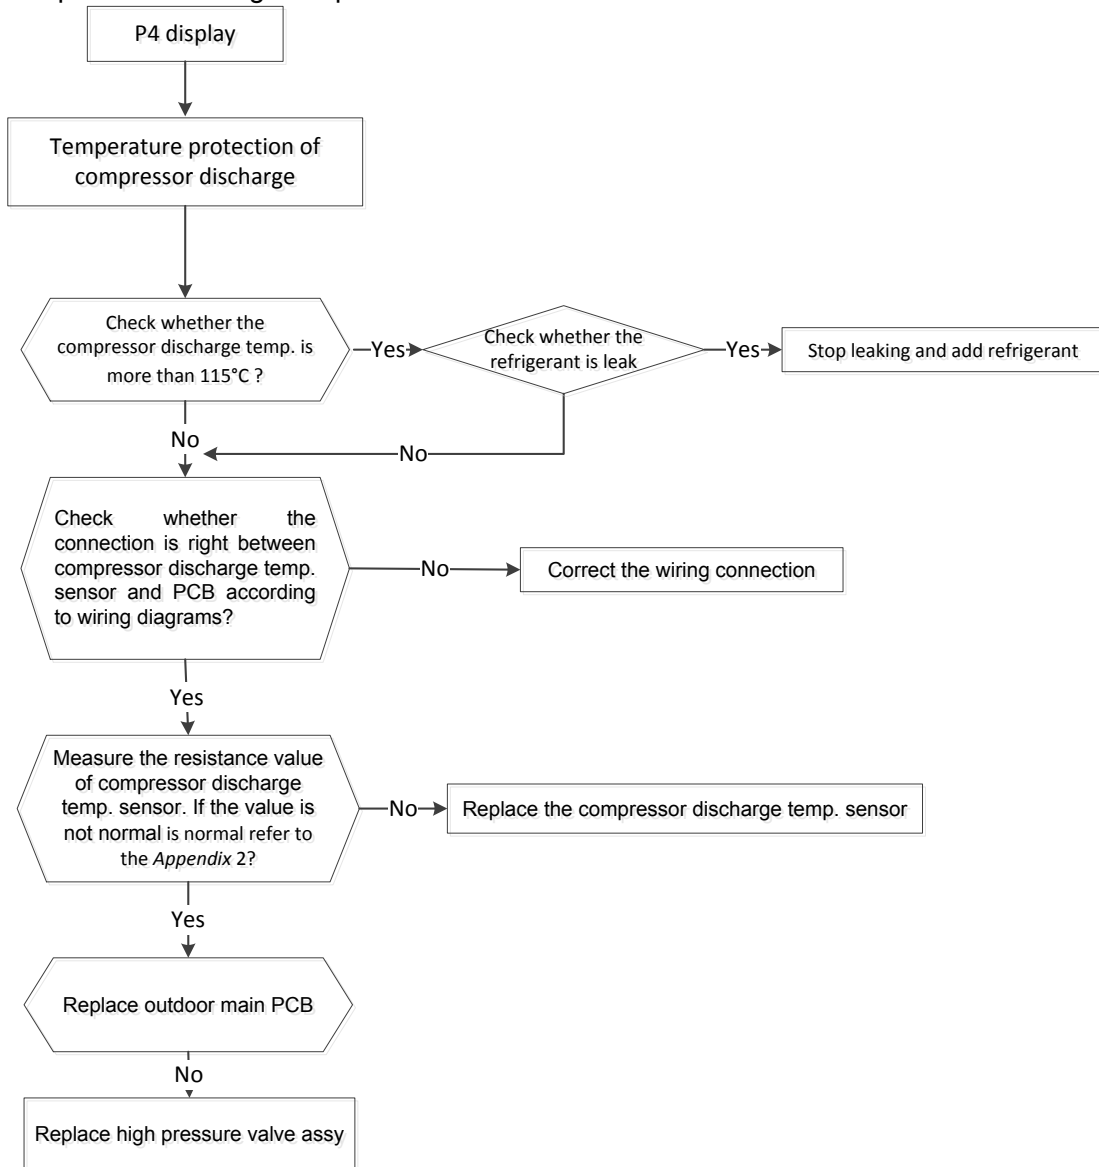 P4 display
Temperature protection of
compressor discharge
Check whether the
compressor discharge temp. is
more than 115°C ?
Yes
Check whether the
refrigerant is leak
Yes
Stop leaking and add refrigerant
No
No
Check whether the
connection is right between
compressor discharge temp.
sensor and PCB according
to wiring diagrams?
No
Correct the wiring connection
Yes
Measure the resistance value
of compressor discharge
temp. sensor. If the value is
not normal is normal refer to
the Appendix 2?
No
Replace the compressor discharge temp. sensor
Yes
Replace outdoor main PCB
No
Replace high pressure valve assy